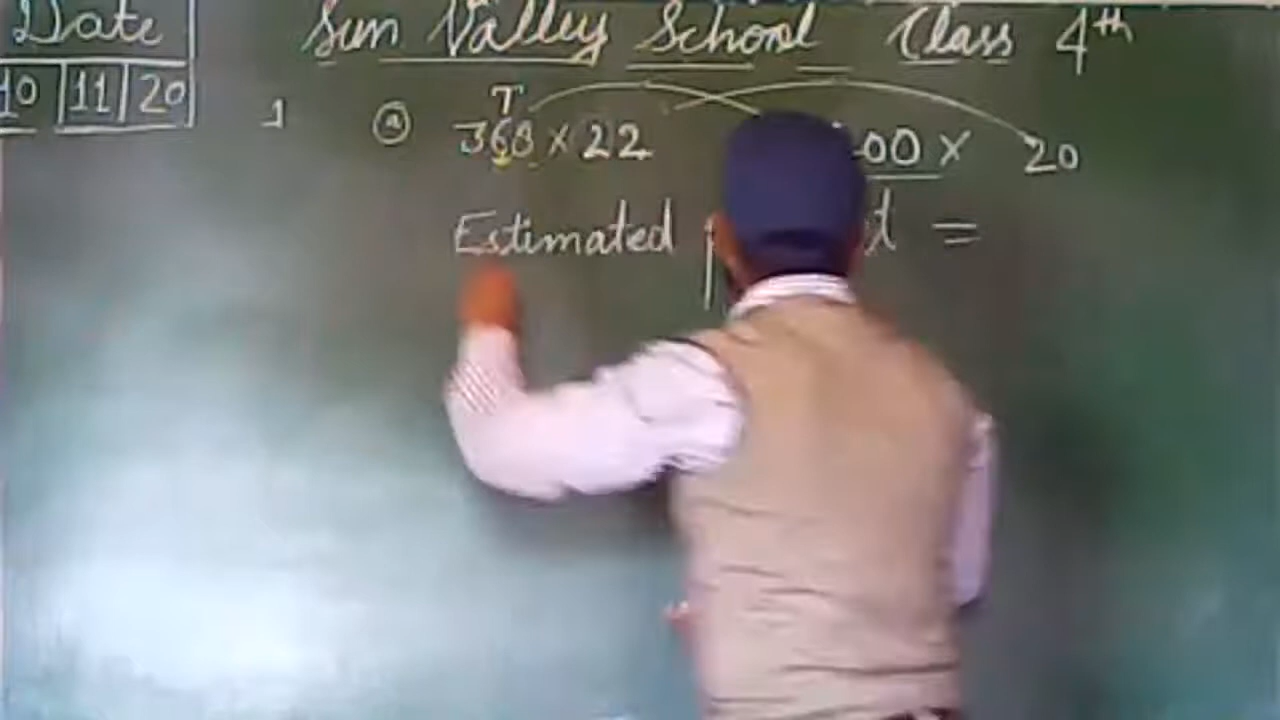 Date
Sun Valley School Class 4th
10 11 20
T
1 (a) 368 × 22 00 × 20
Estimated =